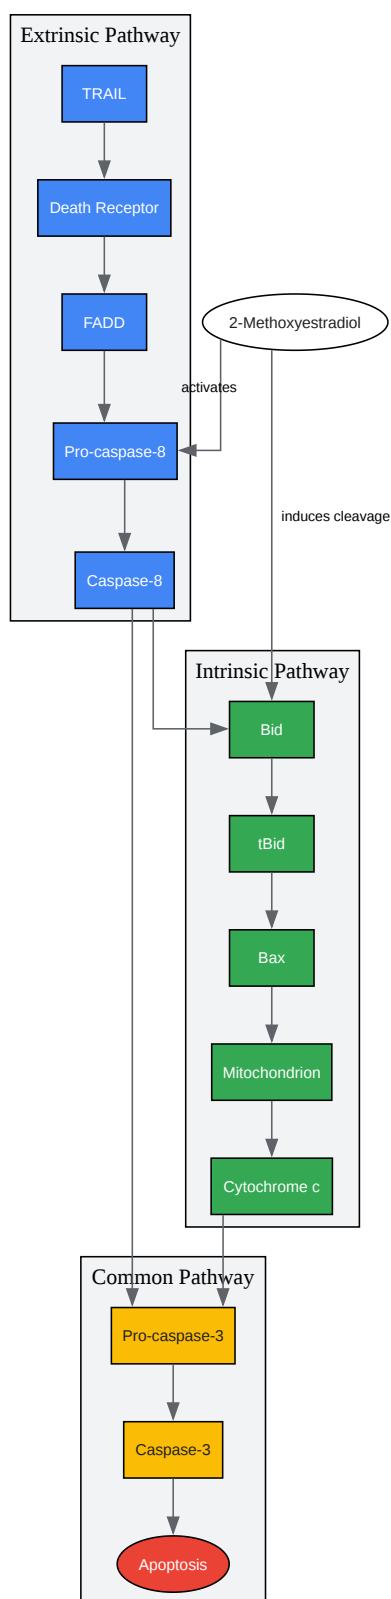 Extrinsic Pathway
TRAIL
Death Receptor
FADD
2-Methoxyestradiol
activates
Pro-caspase-8
induces cleavage
Caspase-8
Intrinsic Pathway
Bid
tBid
Bax
Mitochondrion
Cytochrome c
Common Pathway
Pro-caspase-3
Caspase-3
Apoptosis